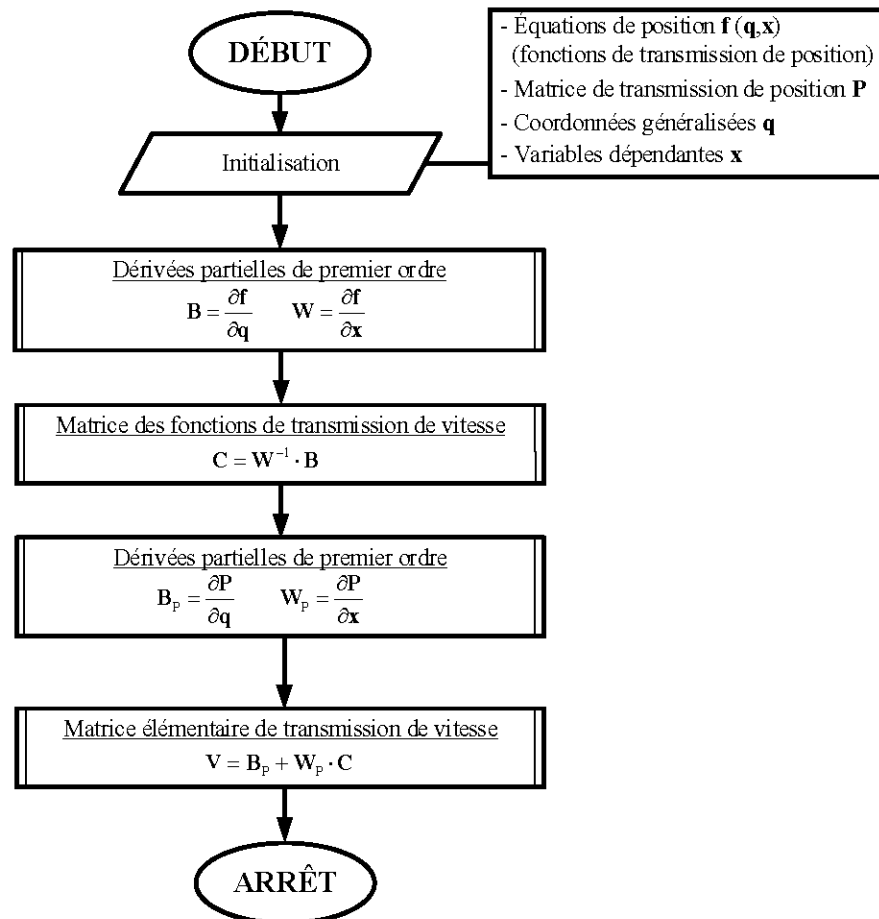 DÉBUT
- Équations de position f (q,x)
(fonctions de transmission de position)
- Matrice de transmission de position P
- Coordonnées généralisées q
- Variables dépendantes x
Initialisation
Dérivées partielles de premier ordre
B = ∂f/∂q W = ∂f/∂x
Matrice des fonctions de transmission de vitesse
C = W⁻¹ · B
Dérivées partielles de premier ordre
B_P = ∂P/∂q W_P = ∂P/∂x
Matrice élémentaire de transmission de vitesse
V = B_P + W_P · C
ARRÊT